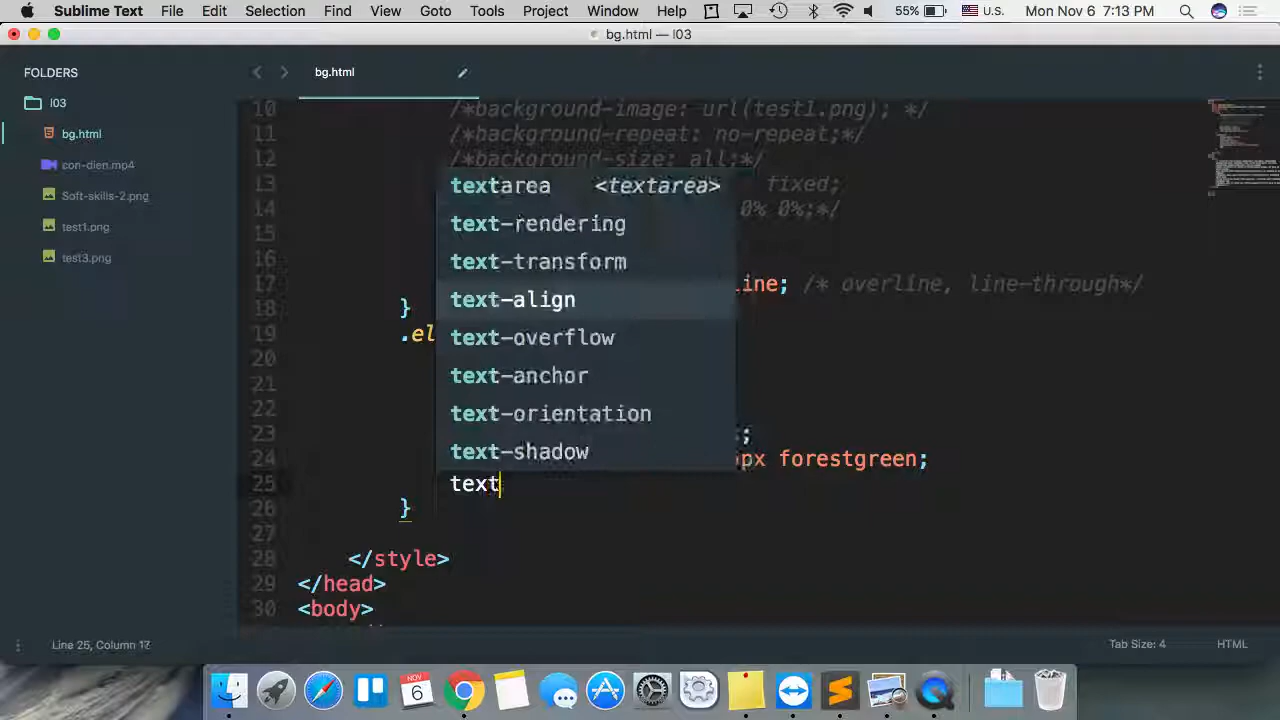 Sublime Text File Edit Selection Find View Goto Tools Project Window Help 55% U.S. Mon Nov 6 7:13 PM
bg.html — l03
FOLDERS
bg.html
l03
bg.html
con-dien.mp4
Soft-skills-2.png
test1.png
test3.png
10 /*background-image: url(test1.png); */
11 /*background-repeat: no-repeat;*/
12 /*background-size: all;*/
13 fixed;
14 0% 0%;*/
15
16
17 line; /* overline, line-through*/
18 }
19 .el
20
21
22
23 ;
24 px forestgreen;
25 text
26 }
27
28 </style>
29 </head>
30 <body>
textarea <textarea>
text-rendering
text-transform
text-align
text-overflow
text-anchor
text-orientation
text-shadow
Line 25, Column 17
Tab Size: 4 HTML
NOV
6